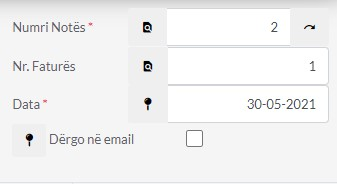 Numri Notës * 2
Nr. Faturës 1
Data * 30-05-2021
Dërgo në email